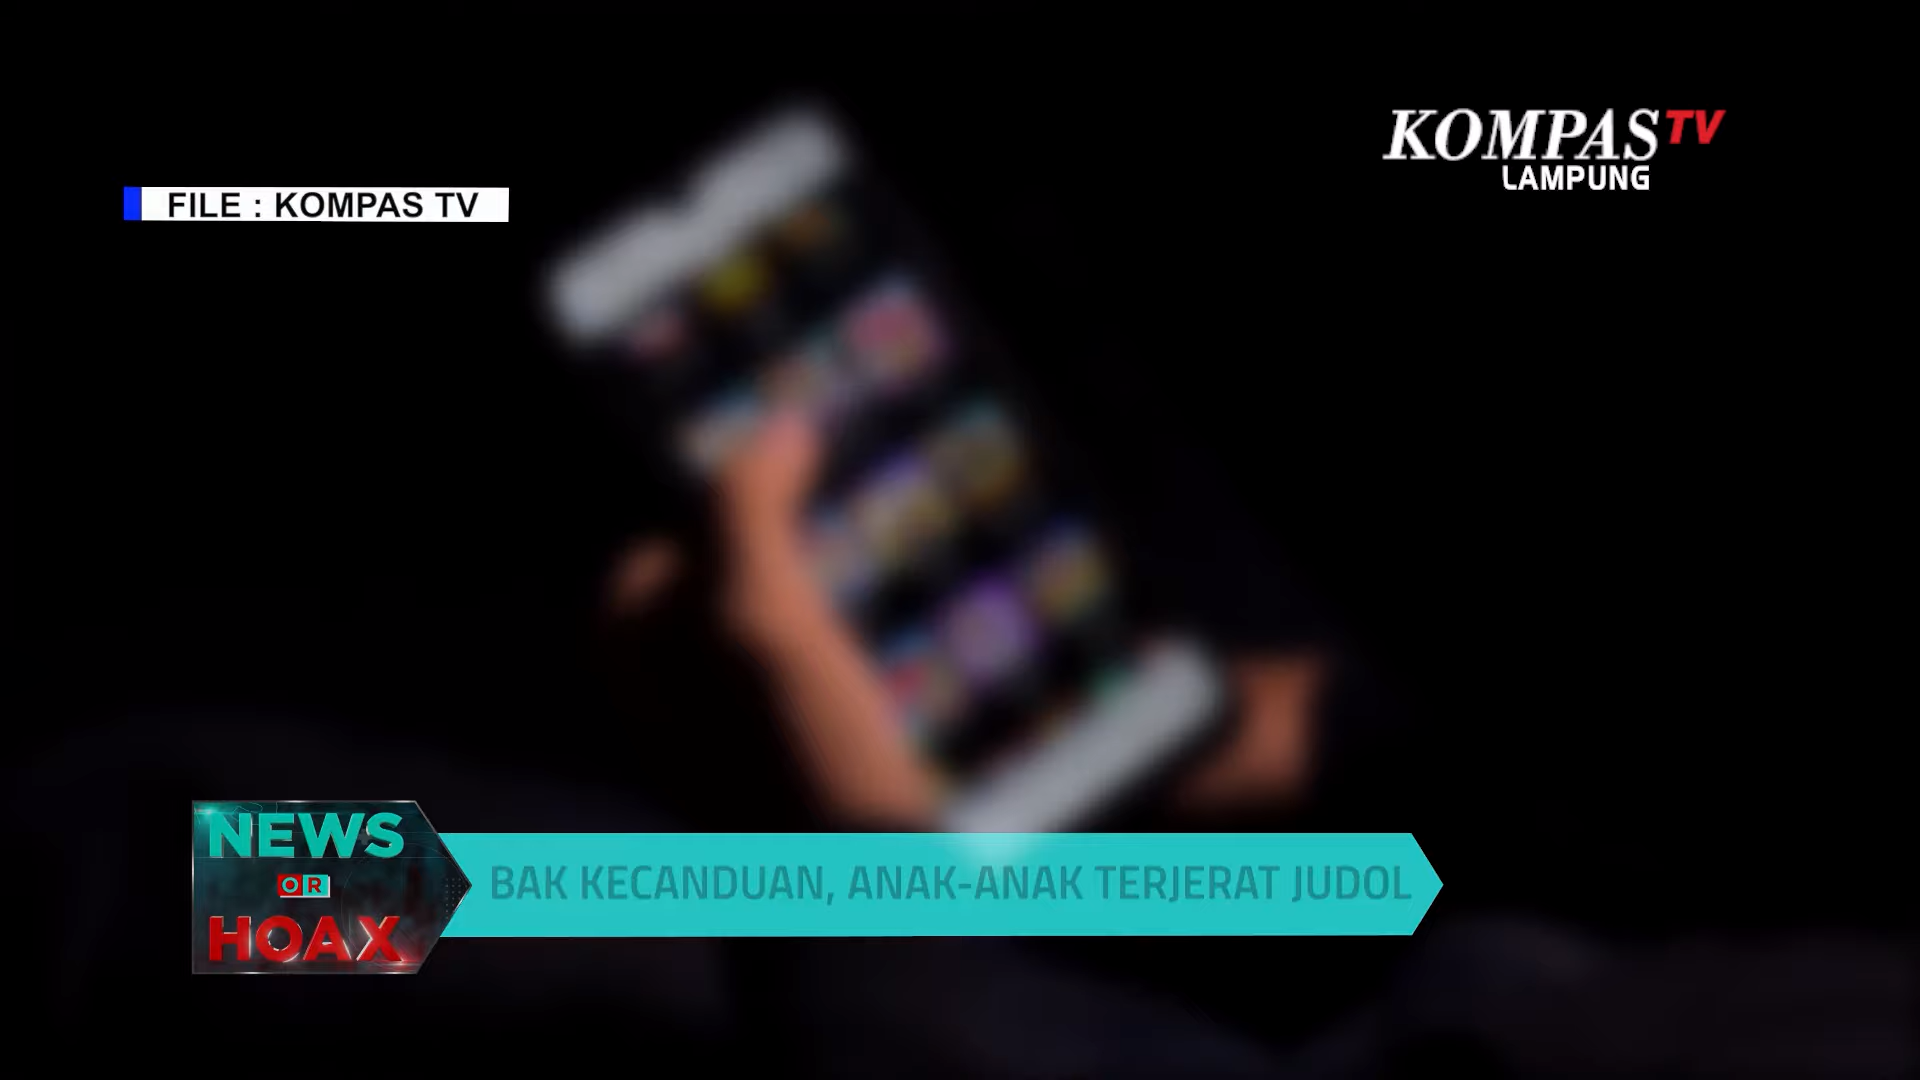 KOMPAS TV
LAMPUNG
FILE : KOMPAS TV
NEWS
OR
HOAX
BAK KECANDUAN, ANAK-ANAK TERJERAT JUDOL